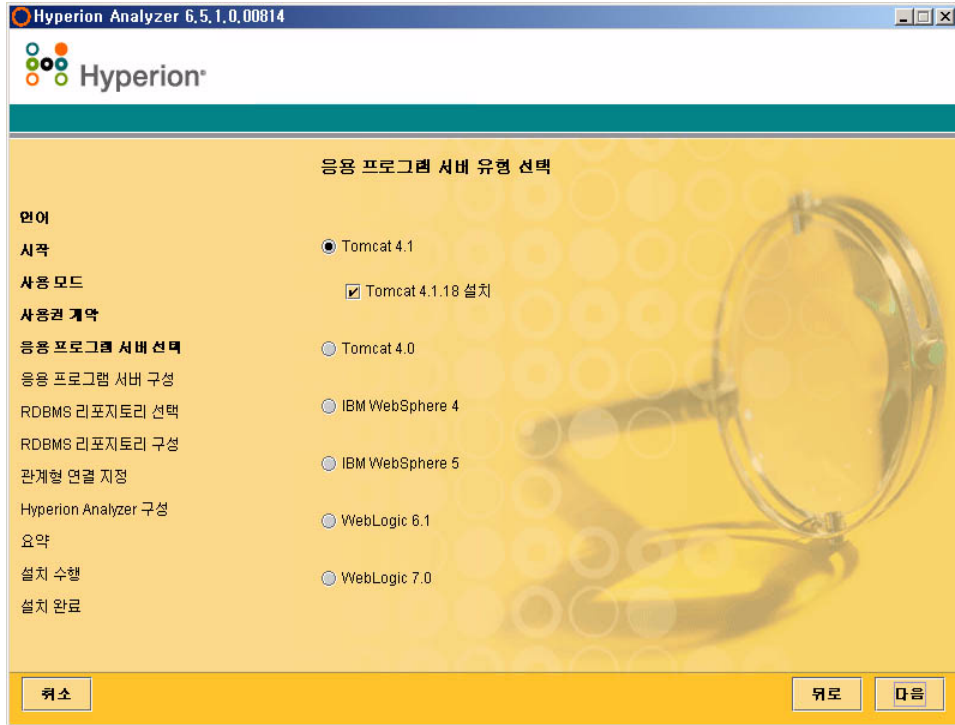 Hyperion Analyzer 6,5,1,0,00814
Hyperion
응용 프로그램 서버 유형 선택
언어
시작
사용 모드
사용권 계약
응용 프로그램 서버 선택
응용 프로그램 서버 구성
RDBMS 리포지토리 선택
RDBMS 리포지토리 구성
관계형 연결 지정
Hyperion Analyzer 구성
요약
설치 수행
설치 완료
Tomcat 4.1
Tomcat 4.1.18 설치
Tomcat 4.0
IBM WebSphere 4
IBM WebSphere 5
WebLogic 6.1
WebLogic 7.0
취소
뒤로
다음